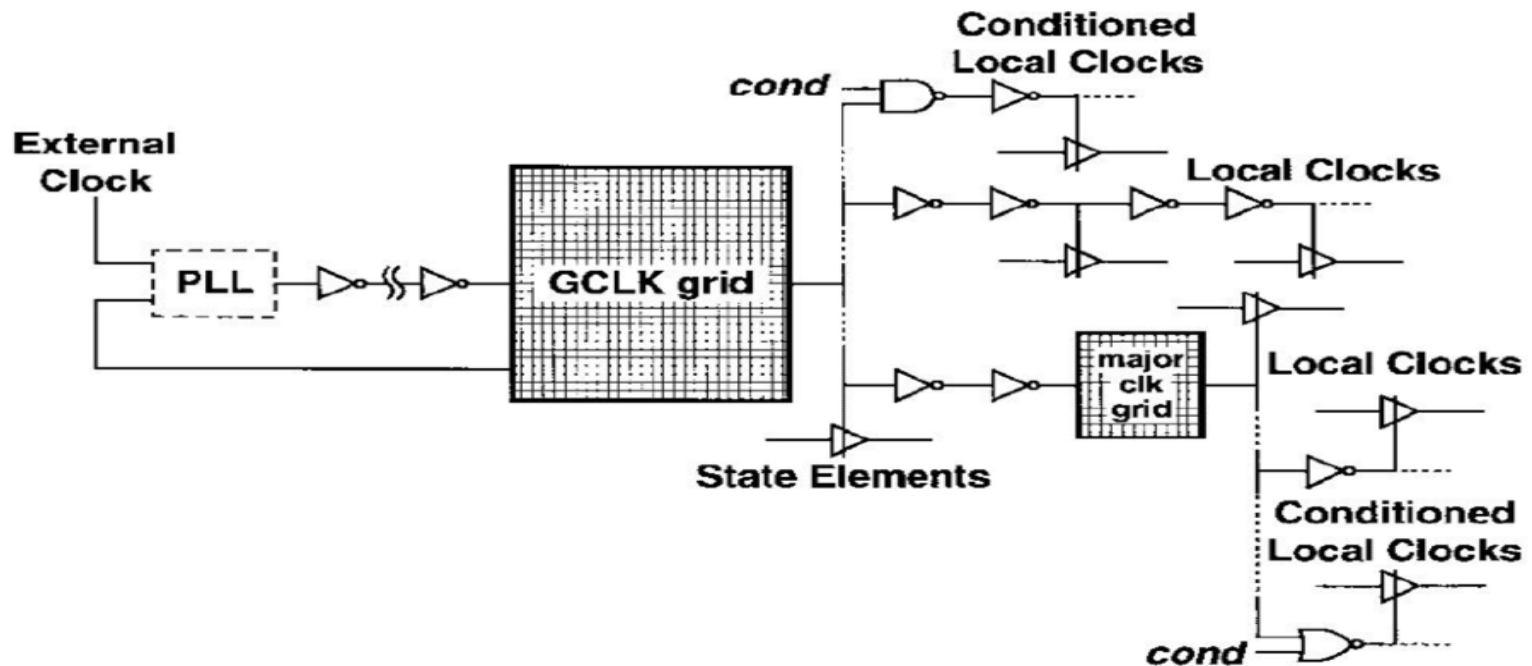 Conditioned
Local Clocks
cond
External
Clock
Local Clocks
PLL
GCLK grid
major
clk
grid
Local Clocks
State Elements
Conditioned
Local Clocks
cond